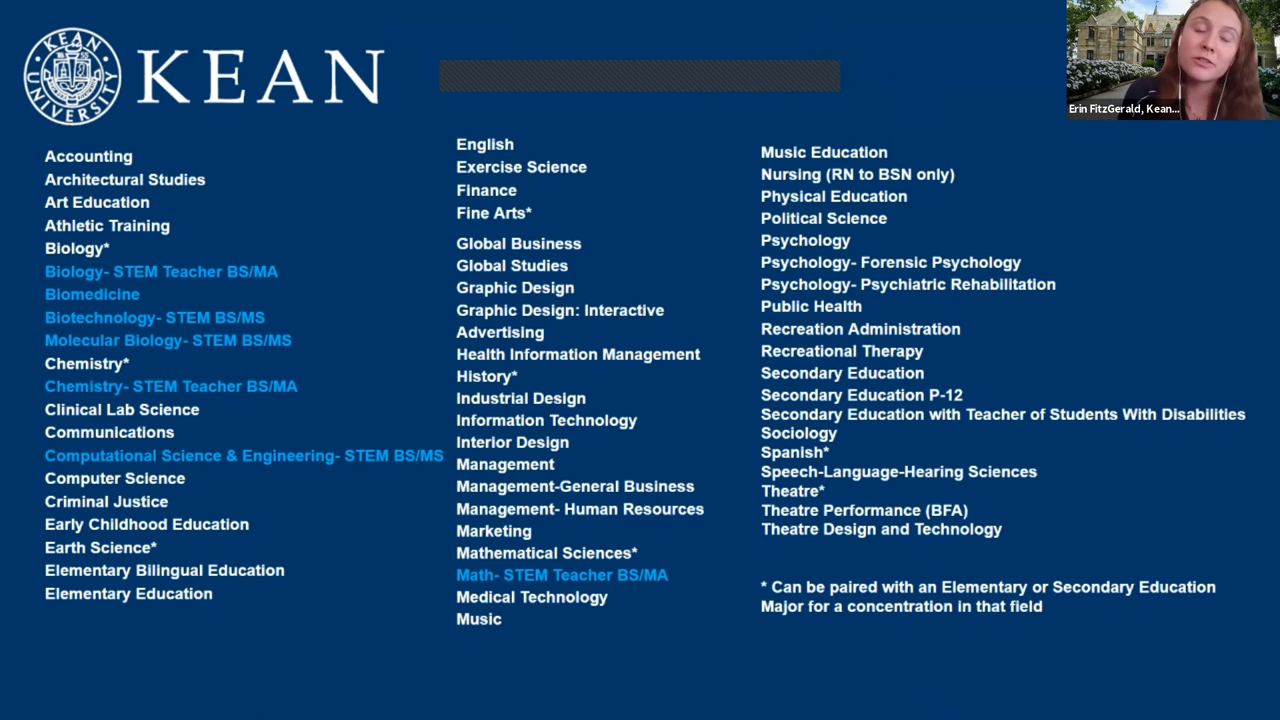 KEAN UNIVERSITY
KEAN
Erin FitzGerald, Kean...
Accounting
Architectural Studies
Art Education
Athletic Training
Biology*
Biology- STEM Teacher BS/MA
Biomedicine
Biotechnology- STEM BS/MS
Molecular Biology- STEM BS/MS
Chemistry*
Chemistry- STEM Teacher BS/MA
Clinical Lab Science
Communications
Computational Science & Engineering- STEM BS/MS
Computer Science
Criminal Justice
Early Childhood Education
Earth Science*
Elementary Bilingual Education
Elementary Education
English
Exercise Science
Finance
Fine Arts*
Global Business
Global Studies
Graphic Design
Graphic Design: Interactive
Advertising
Health Information Management
History*
Industrial Design
Information Technology
Interior Design
Management
Management-General Business
Management- Human Resources
Marketing
Mathematical Sciences*
Math- STEM Teacher BS/MA
Medical Technology
Music
Music Education
Nursing (RN to BSN only)
Physical Education
Political Science
Psychology
Psychology- Forensic Psychology
Psychology- Psychiatric Rehabilitation
Public Health
Recreation Administration
Recreational Therapy
Secondary Education
Secondary Education P-12
Secondary Education with Teacher of Students With Disabilities
Sociology
Spanish*
Speech-Language-Hearing Sciences
Theatre*
Theatre Performance (BFA)
Theatre Design and Technology
* Can be paired with an Elementary or Secondary Education
Major for a concentration in that field